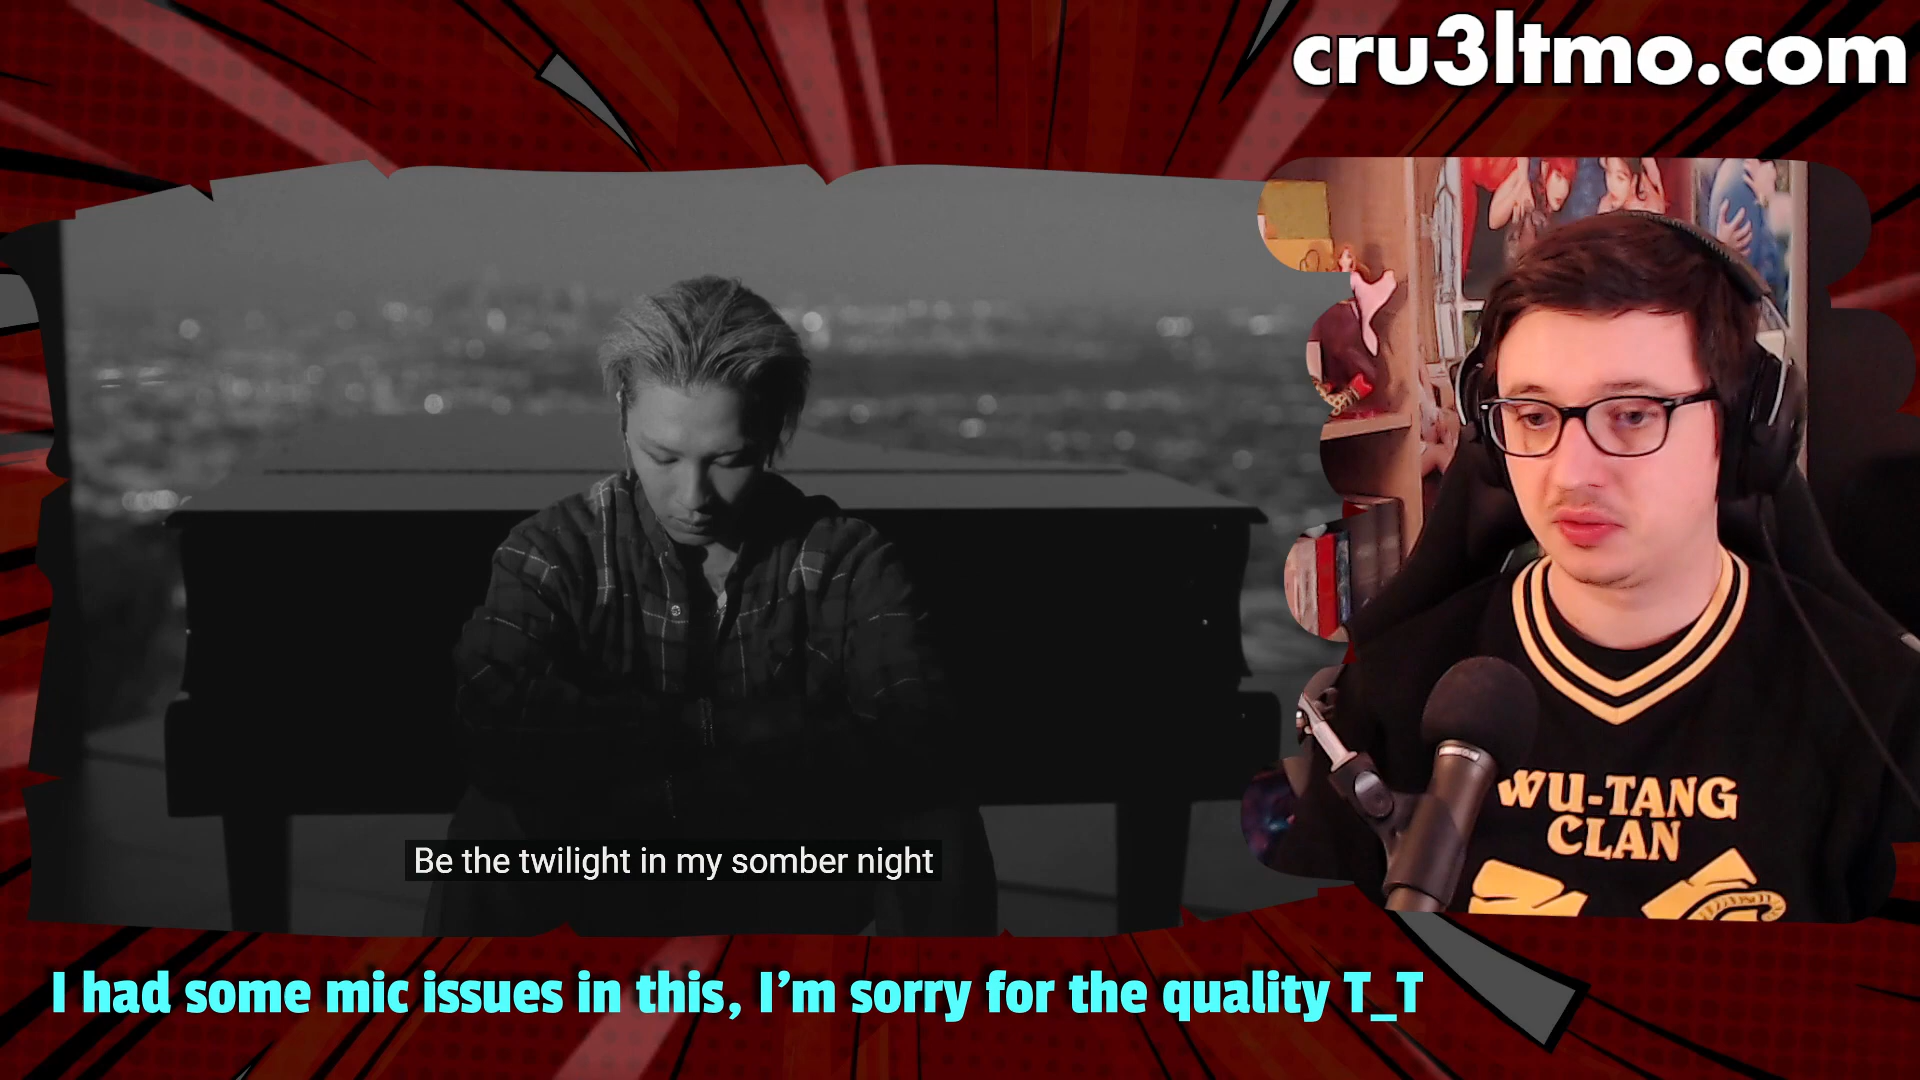 cru3ltmo.com
Be the twilight in my somber night
WU-TANG
CLAN
I had some mic issues in this, I'm sorry for the quality T_T